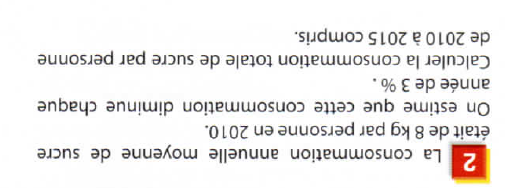 2 La consommation annuelle moyenne de sucre
était de 8 kg par personne en 2010.
On estime que cette consommation diminue chaque
année de 3 %.
Calculer la consommation totale de sucre par personne
de 2010 à 2015 compris.